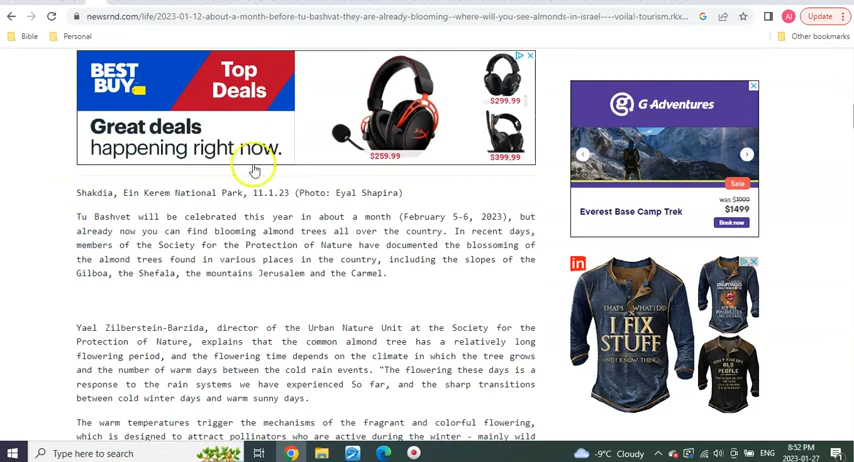 newsrnd.com/life/2023-01-12-about-a-month-before-tu-bashvat-they-are-already-blooming--where-will-you-see-almonds-in-israel----voilal-tourism.rkx...
AI
Update
Bible
Personal
Other bookmarks
BEST
BUY
Top
Deals
Great deals
happening right now.
$259.99
$299.99
$399.99
G Adventures
Sale
was $1999
$1499
Everest Base Camp Trek
Book now
Shakdia, Ein Kerem National Park, 11.1.23 (Photo: Eyal Shapira)
Tu Bashvet will be celebrated this year in about a month (February 5-6, 2023), but
already now you can find blooming almond trees all over the country. In recent days,
members of the Society for the Protection of Nature have documented the blossoming of
the almond trees found in various places in the country, including the slopes of the
Gilboa, the Shefala, the mountains Jerusalem and the Carmel.
in
THAT'S WHAT I DO
I FIX
STUFF
AND I KNOW THINGS
OLD
PEOPLE
Yael Zilberstein-Barzida, director of the Urban Nature Unit at the Society for the
Protection of Nature, explains that the common almond tree has a relatively long
flowering period, and the flowering time depends on the climate in which the tree grows
and the number of warm days between the cold rain events. "The flowering these days is a
response to the rain systems we have experienced So far, and the sharp transitions
between cold winter days and warm sunny days.
The warm temperatures trigger the mechanisms of the fragrant and colorful flowering,
which is designed to attract pollinators who are active during the winter - mainly wild
Type here to search
-9°C Cloudy
ENG
8:52 PM
2023-01-27